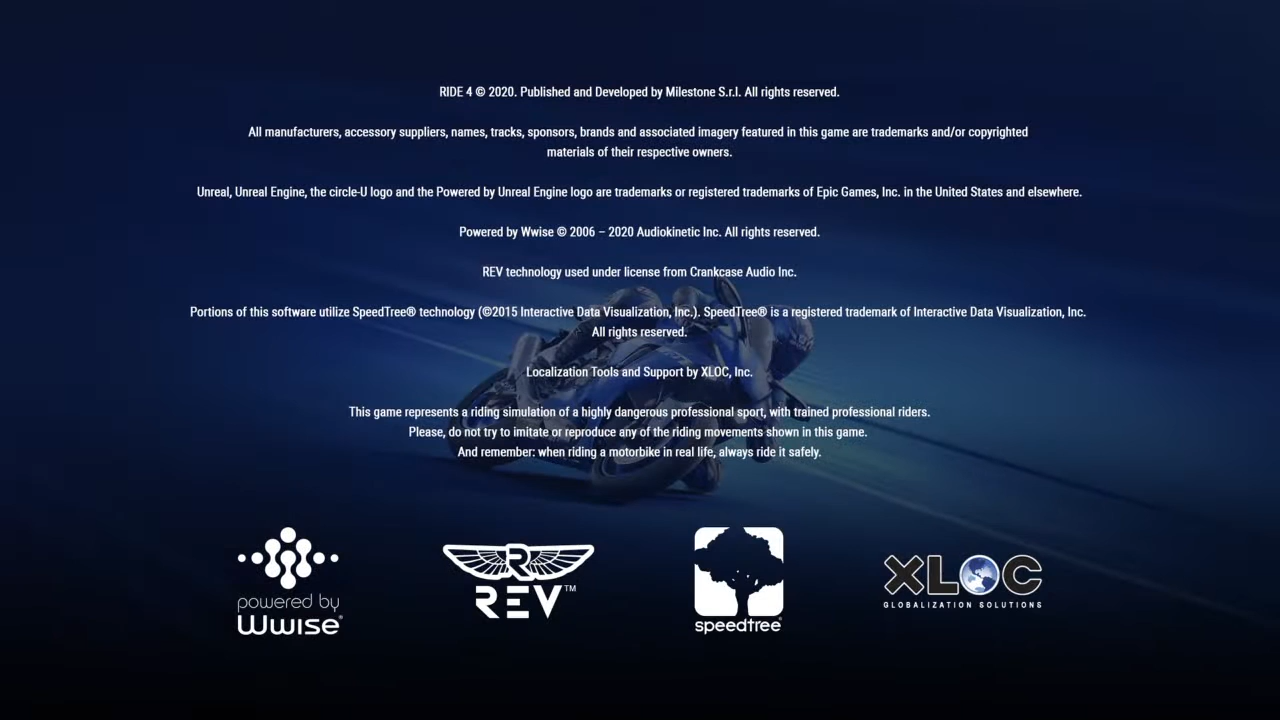 RIDE 4 © 2020. Published and Developed by Milestone S.r.l. All rights reserved.
All manufacturers, accessory suppliers, names, tracks, sponsors, brands and associated imagery featured in this game are trademarks and/or copyrighted
materials of their respective owners.
Unreal, Unreal Engine, the circle-U logo and the Powered by Unreal Engine logo are trademarks or registered trademarks of Epic Games, Inc. in the United States and elsewhere.
Powered by Wwise © 2006 – 2020 Audiokinetic Inc. All rights reserved.
REV technology used under license from Crankcase Audio Inc.
Portions of this software utilize SpeedTree® technology (©2015 Interactive Data Visualization, Inc.). SpeedTree® is a registered trademark of Interactive Data Visualization, Inc.
All rights reserved.
Localization Tools and Support by XLOC, Inc.
This game represents a riding simulation of a highly dangerous professional sport, with trained professional riders.
Please, do not try to imitate or reproduce any of the riding movements shown in this game.
And remember: when riding a motorbike in real life, always ride it safely.
powered by
Wwise®
R
REV™
speedtree®
XLOC
GLOBALIZATION SOLUTIONS